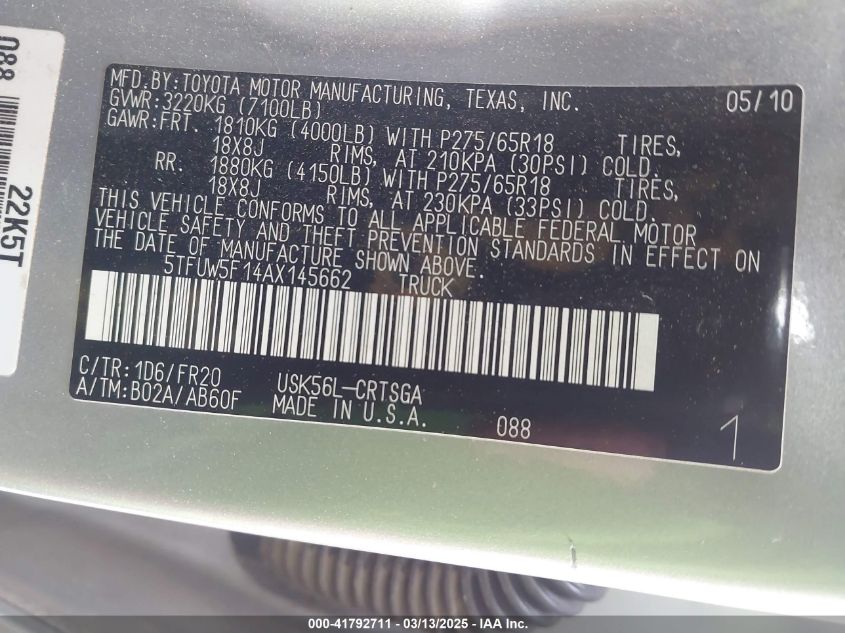 MFD.BY:TOYOTA MOTOR MANUFACTURING, TEXAS, INC. 05/10
GVWR:3220KG (7100LB)
GAWR:FRT. 1810KG (4000LB) WITH P275/65R18 TIRES,
18X8J RIMS, AT 210KPA (30PSI) COLD.
RR. 1880KG (4150LB) WITH P275/65R18 TIRES,
18X8J RIMS, AT 230KPA (33PSI) COLD.
THIS VEHICLE CONFORMS TO ALL APPLICABLE FEDERAL MOTOR
VEHICLE SAFETY AND THEFT PREVENTION STANDARDS IN EFFECT ON
THE DATE OF MANUFACTURE SHOWN ABOVE.
5TFUW5F14AX145662 TRUCK
C/TR:1D6/FR20 USK56L-CRTSGA
A/TM:B02A/AB60F MADE IN U.S.A. 088 1
088
22K5T
000-41792711 - 03/13/2025 - IAA Inc.